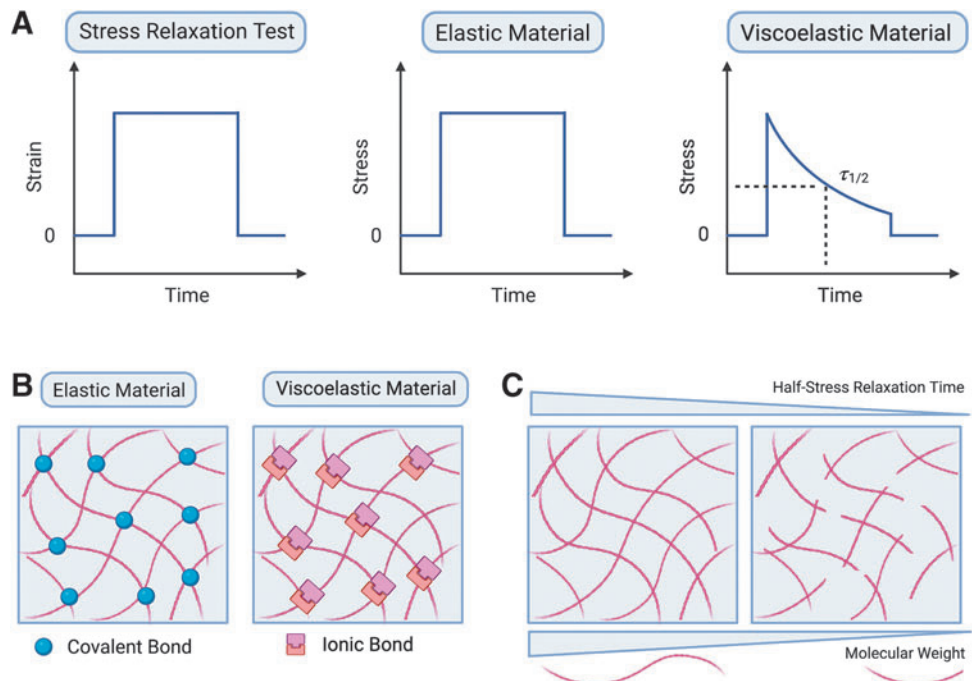 A
Stress Relaxation Test
Elastic Material
Viscoelastic Material
Strain
0
Time
Stress
0
Time
Stress
0
τ1/2
Time
B
Elastic Material
Viscoelastic Material
Covalent Bond
Ionic Bond
C
Half-Stress Relaxation Time
Molecular Weight